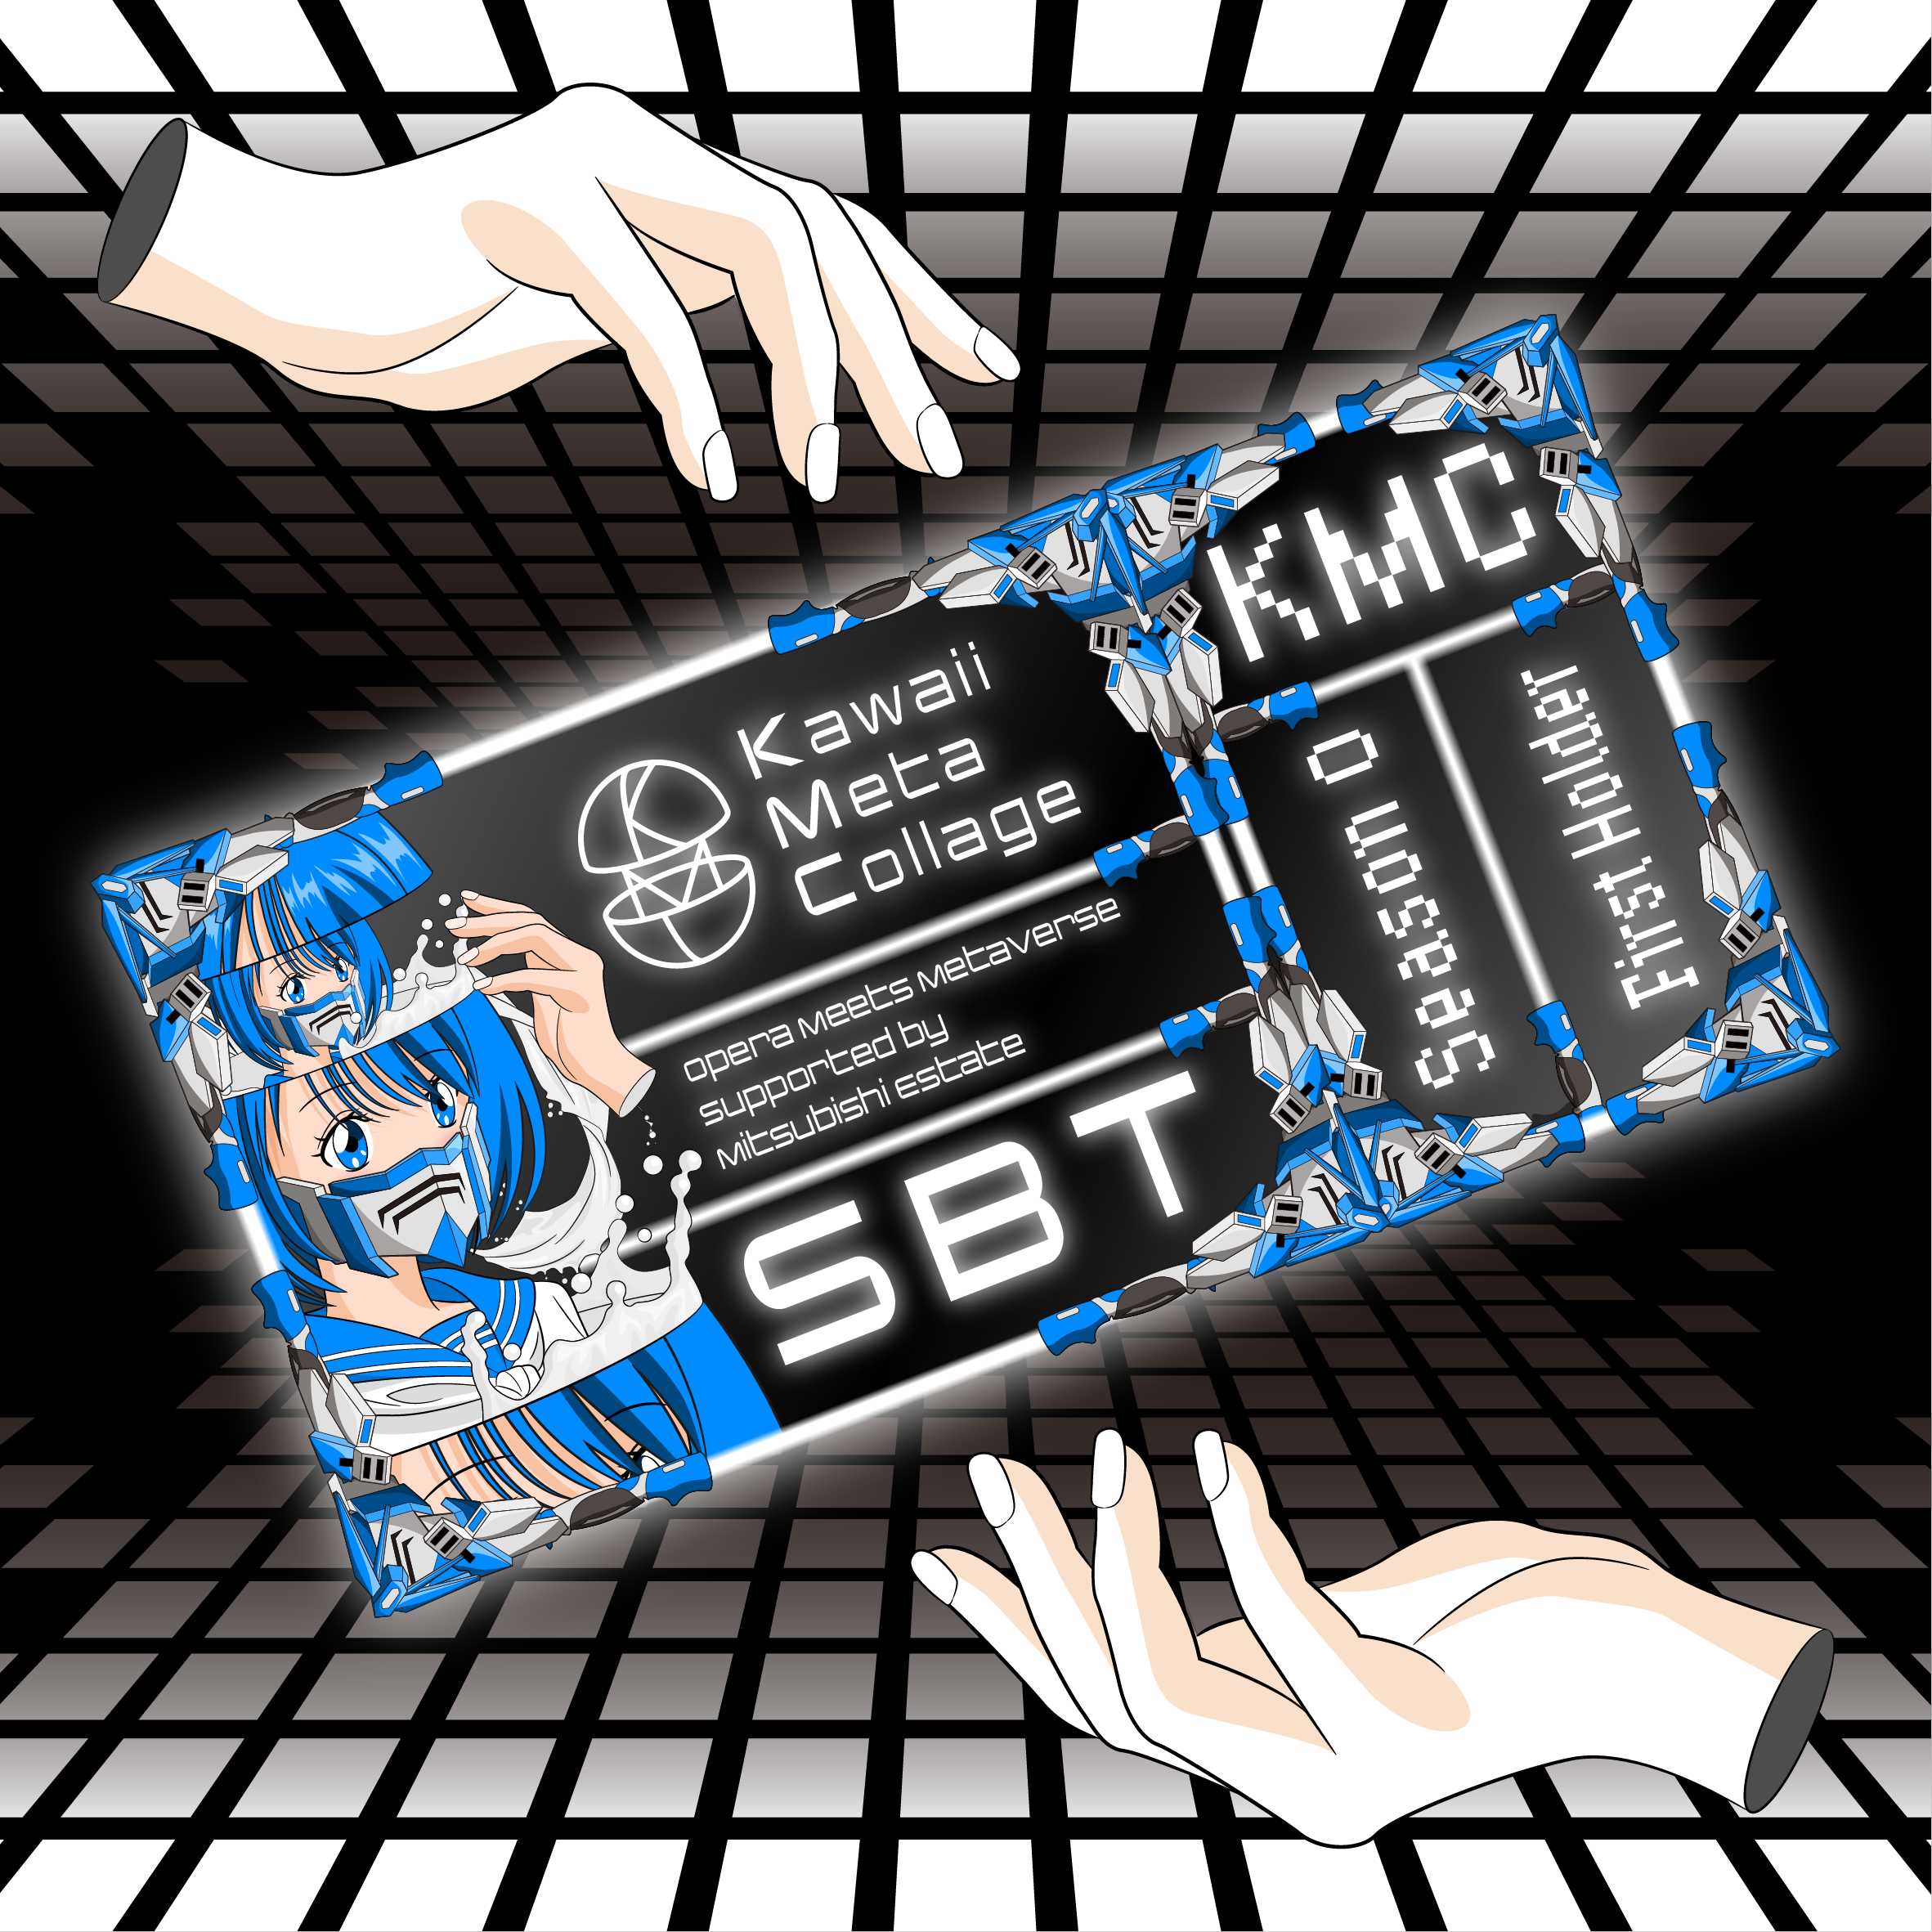 Kawaii
Meta
Collage
opera meets metaverse
supported by
mitsubishi estate
SBT
KMC
Season 0
First Holder